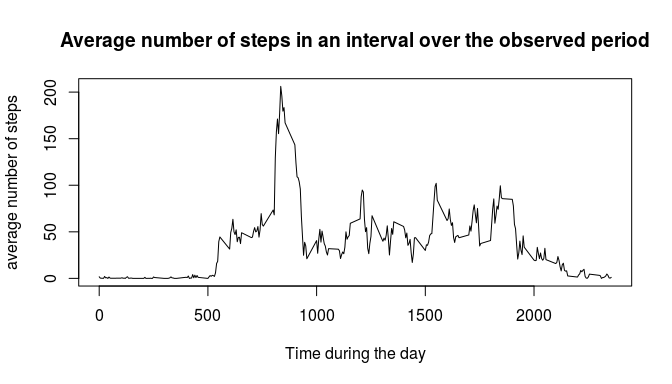 Average number of steps in an interval over the observed period
average number of steps
200
150
100
50
0
0 500 1000 1500 2000
Time during the day